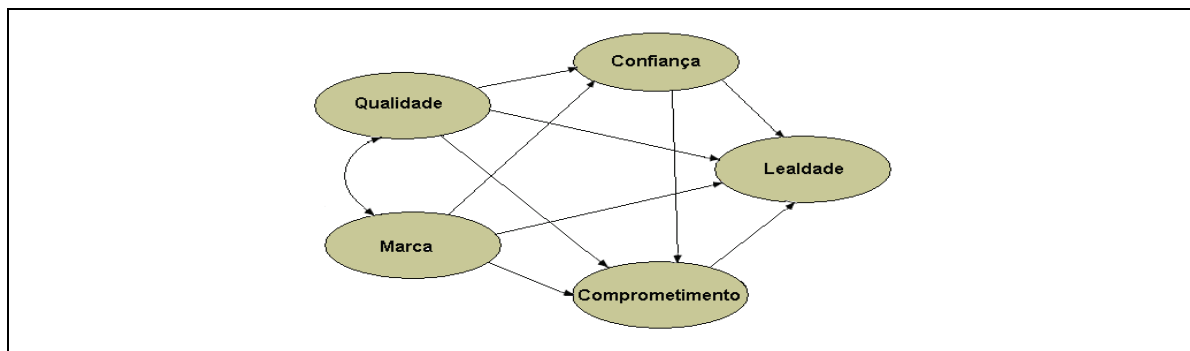 Confiança
Qualidade
Lealdade
Marca
Comprometimento